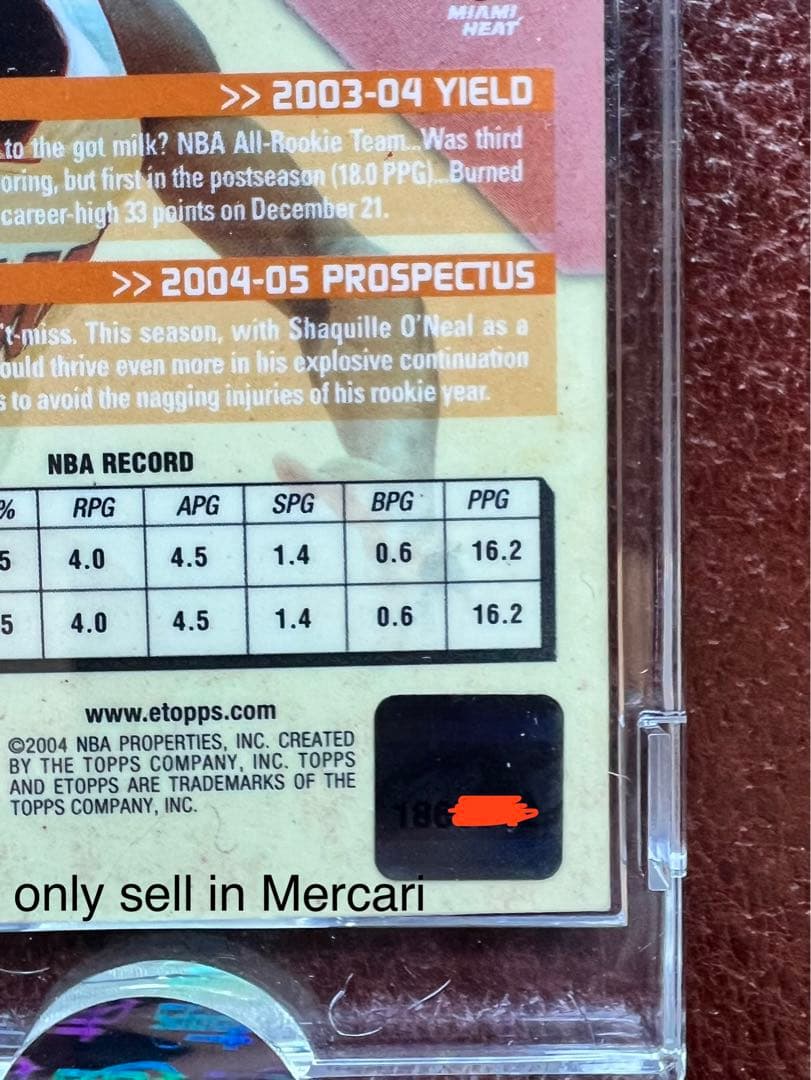 MIAMI
HEAT
>> 2003-04 YIELD
to the got milk? NBA All-Rookie Team...Was third
oring, but first in the postseason (18.0 PPG)...Burned
career-high 33 points on December 21.
>> 2004-05 PROSPECTUS
't-miss. This season, with Shaquille O'Neal as a
ould thrive even more in his explosive continuation
s to avoid the nagging injuries of his rookie year.
NBA RECORD
% RPG APG SPG BPG PPG
5 4.0 4.5 1.4 0.6 16.2
5 4.0 4.5 1.4 0.6 16.2
www.etopps.com
©2004 NBA PROPERTIES, INC. CREATED
BY THE TOPPS COMPANY, INC. TOPPS
AND ETOPPS ARE TRADEMARKS OF THE
TOPPS COMPANY, INC.
186
only sell in Mercari